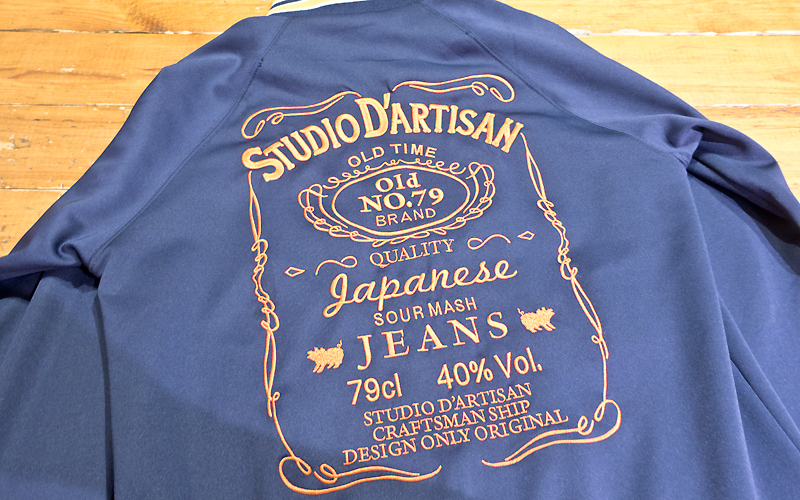 STUDIO D'ARTISAN
OLD TIME
Old
NO.79
BRAND
QUALITY
Japanese
SOUR MASH
JEANS
79cl 40% Vol.
STUDIO D'ARTISAN
CRAFTSMAN SHIP
DESIGN ONLY ORIGINAL